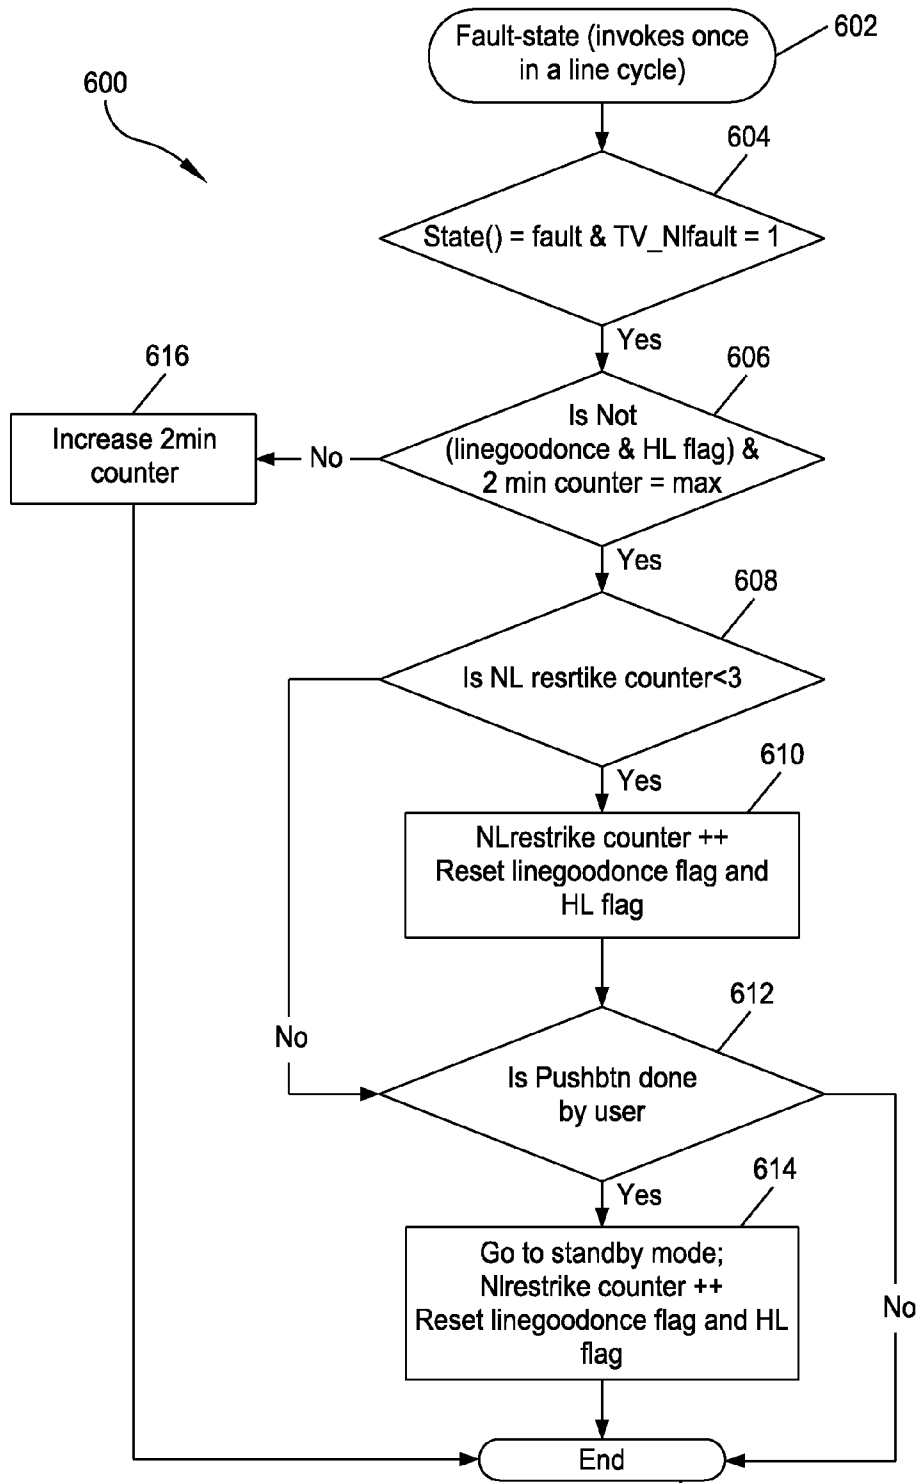 Fault-state (invokes once
in a line cycle)
602
600
604
State() = fault & TV_Nlfault = 1
Yes
616
606
Increase 2min
counter
No
Is Not
(linegoodonce & HL flag) &
2 min counter = max
Yes
608
Is NL resrtike counter<3
Yes
610
NLrestrike counter ++
Reset linegoodonce flag and
HL flag
612
No
Is Pushbtn done
by user
Yes
614
Go to standby mode;
Nlrestrike counter ++
Reset linegoodonce flag and HL
flag
No
End